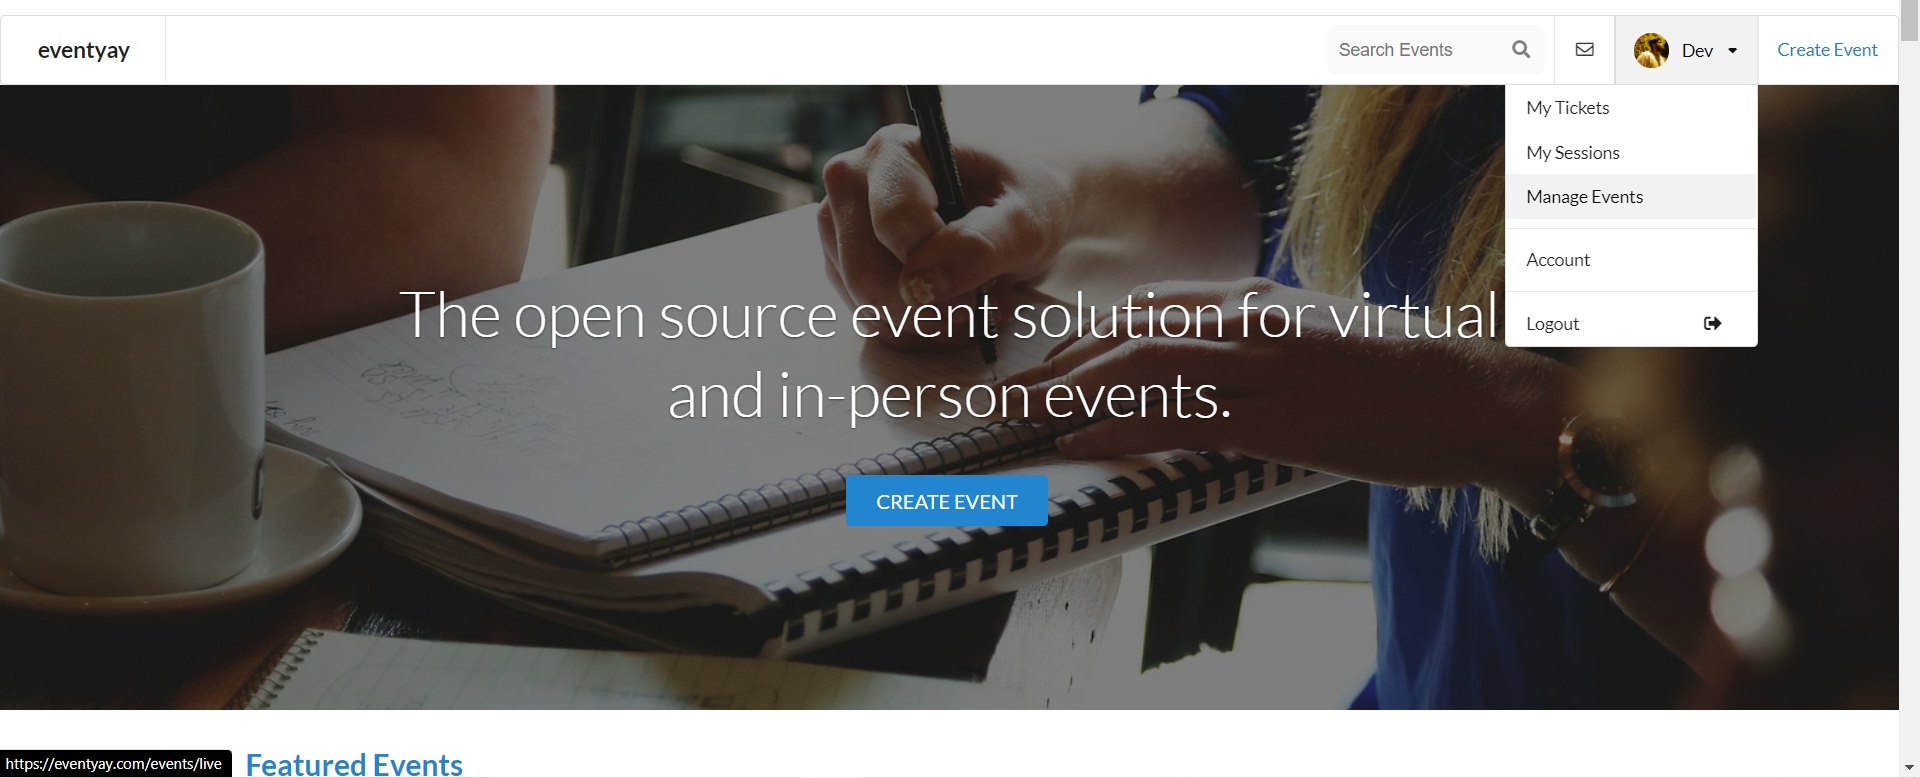 eventyay
Search Events
Dev
Create Event
My Tickets
My Sessions
Manage Events
Account
Logout
The open source event solution for virtual
and in-person events.
CREATE EVENT
Featured Events
https://eventyay.com/events/live